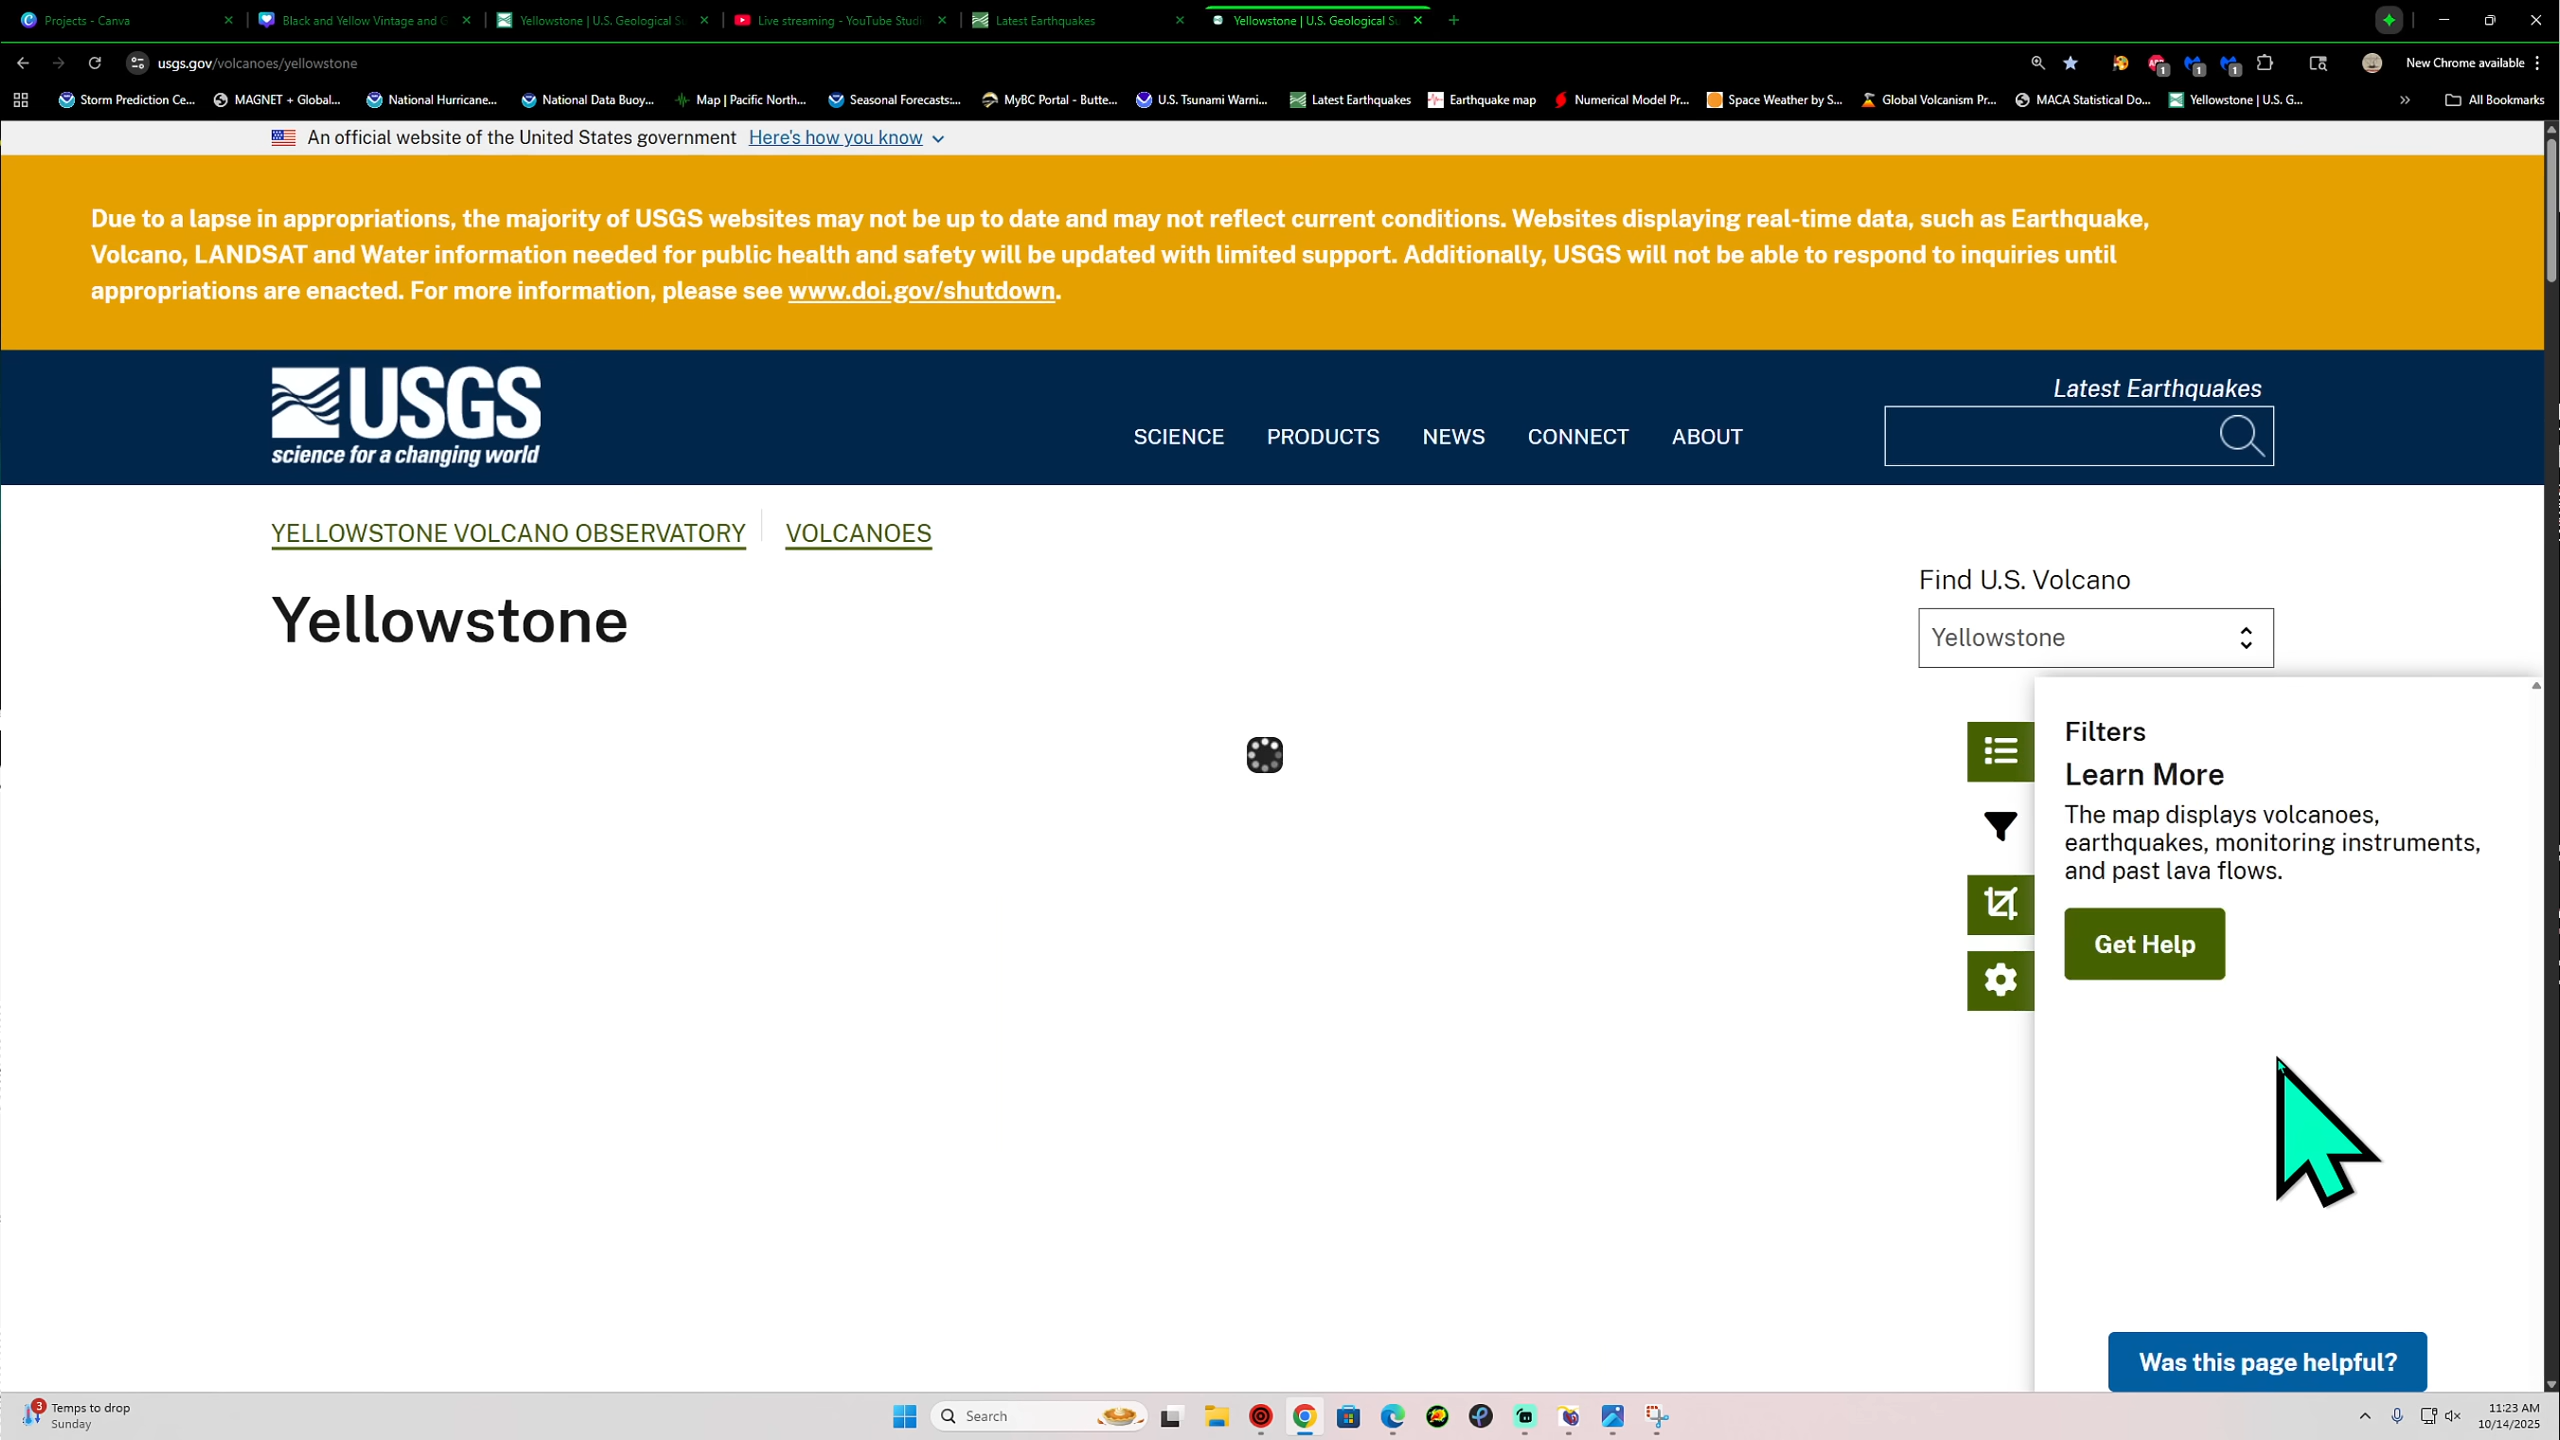 Projects - Canva
Black and Yellow Vintage and G
Yellowstone | U.S. Geological S
Live streaming - YouTube Studi
Latest Earthquakes
Yellowstone | U.S. Geological S
usgs.gov/volcanoes/yellowstone
1
1
1
New Chrome available
Storm Prediction Ce...
MAGNET + Global...
National Hurricane...
National Data Buoy...
Map | Pacific North...
Seasonal Forecasts:...
MyBC Portal - Butte...
U.S. Tsunami Warni...
Latest Earthquakes
Earthquake map
Numerical Model Pr...
Space Weather by S...
Global Volcanism Pr...
MACA Statistical Do...
Yellowstone | U.S. G...
All Bookmarks
An official website of the United States government Here's how you know
Due to a lapse in appropriations, the majority of USGS websites may not be up to date and may not reflect current conditions. Websites displaying real-time data, such as Earthquake,
Volcano, LANDSAT and Water information needed for public health and safety will be updated with limited support. Additionally, USGS will not be able to respond to inquiries until
appropriations are enacted. For more information, please see www.doi.gov/shutdown.
USGS
science for a changing world
SCIENCE
PRODUCTS
NEWS
CONNECT
ABOUT
Latest Earthquakes
YELLOWSTONE VOLCANO OBSERVATORY
VOLCANOES
Yellowstone
Find U.S. Volcano
Yellowstone
Filters
Learn More
The map displays volcanoes,
earthquakes, monitoring instruments,
and past lava flows.
Get Help
Was this page helpful?
3
Temps to drop
Sunday
Search
11:23 AM
10/14/2025